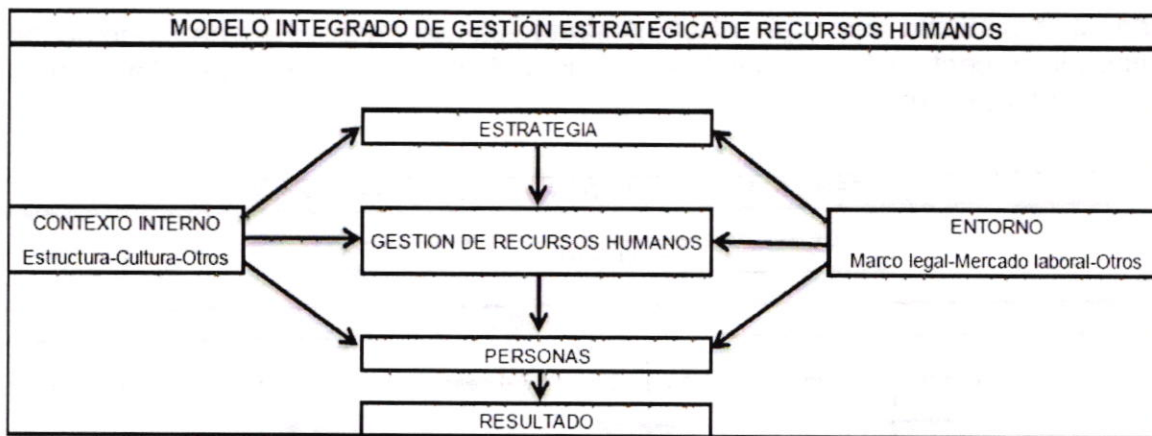 MODELO INTEGRADO DE GESTIÓN ESTRATEGICA DE RECURSOS HUMANOS
ESTRATEGIA
CONTEXTO INTERNO
Estructura-Cultura-Otros
GESTION DE RECURSOS HUMANOS
ENTORNO
Marco legal-Mercado laboral-Otros
PERSONAS
RESULTADO